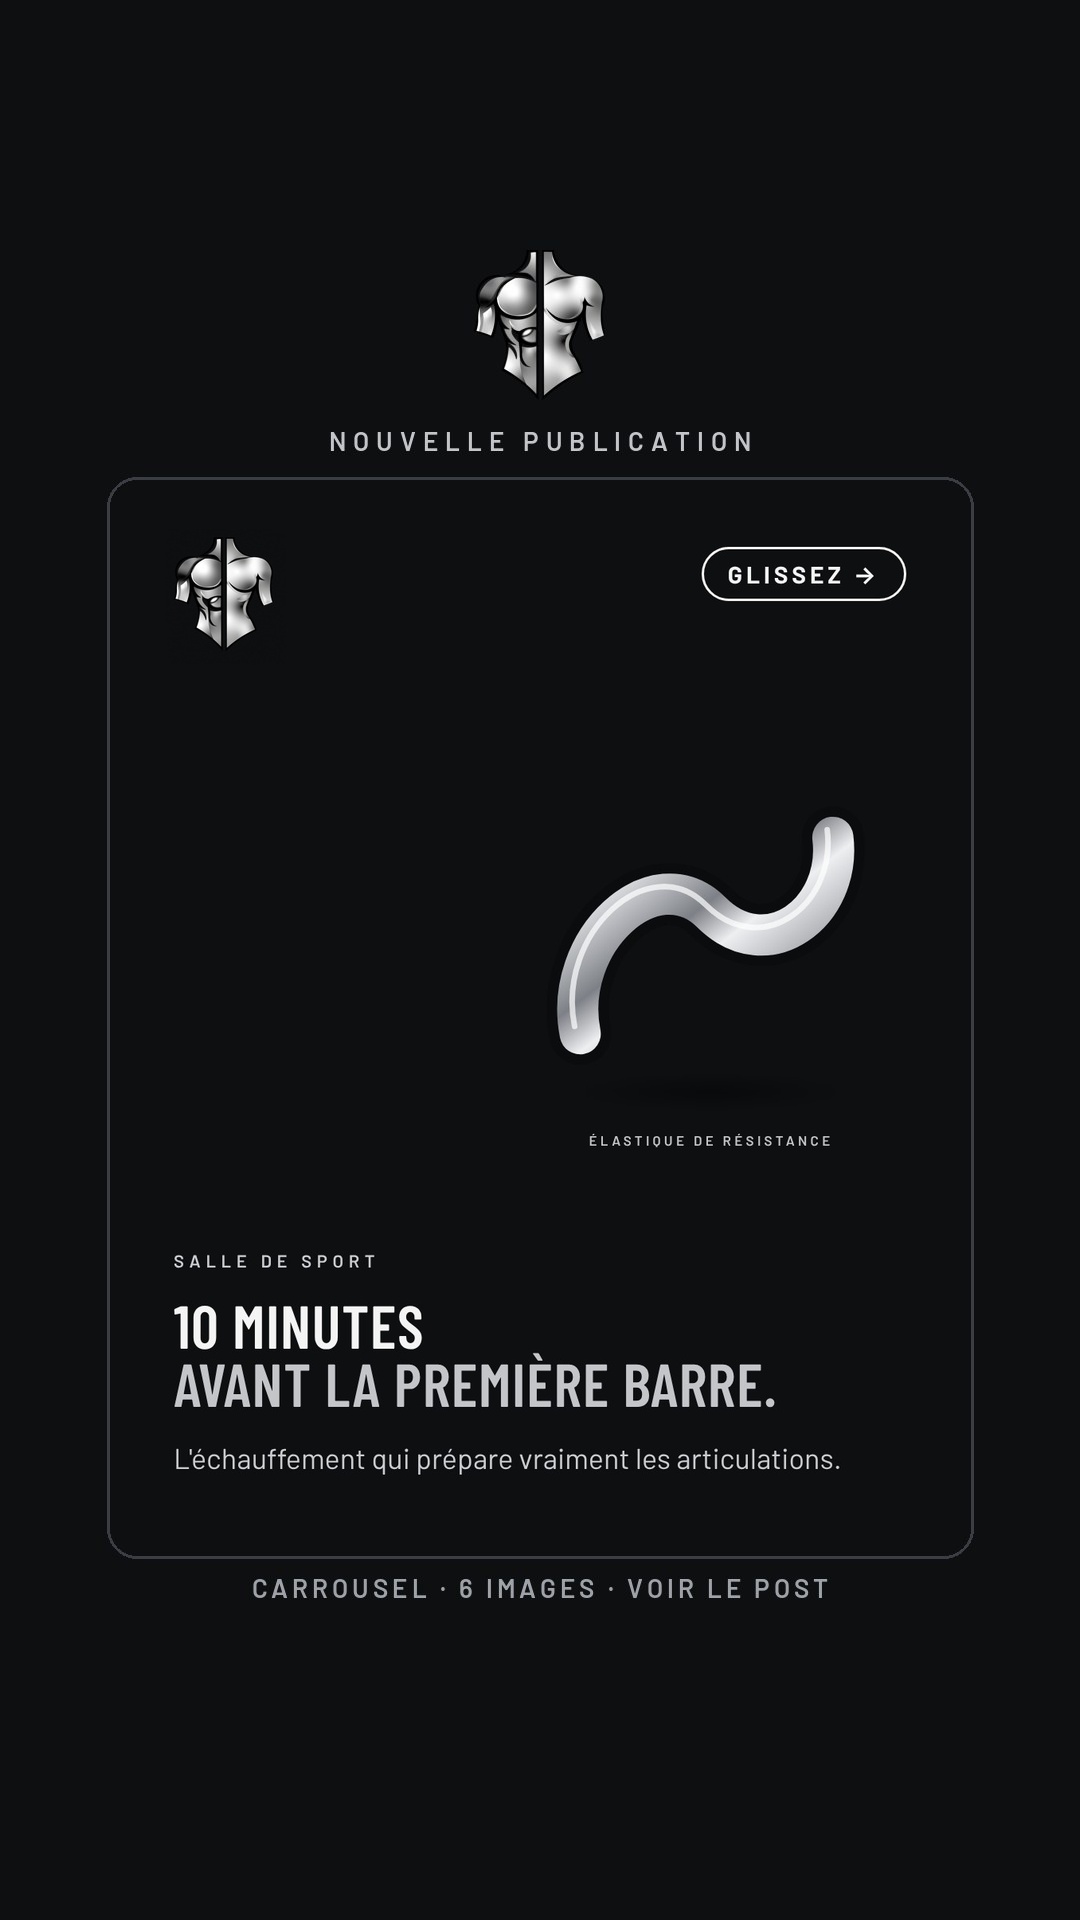 NOUVELLE PUBLICATION
GLISSEZ →
ÉLASTIQUE DE RÉSISTANCE
SALLE DE SPORT
10 MINUTES
AVANT LA PREMIÈRE BARRE.
L'échauffement qui prépare vraiment les articulations.
CARROUSEL · 6 IMAGES · VOIR LE POST